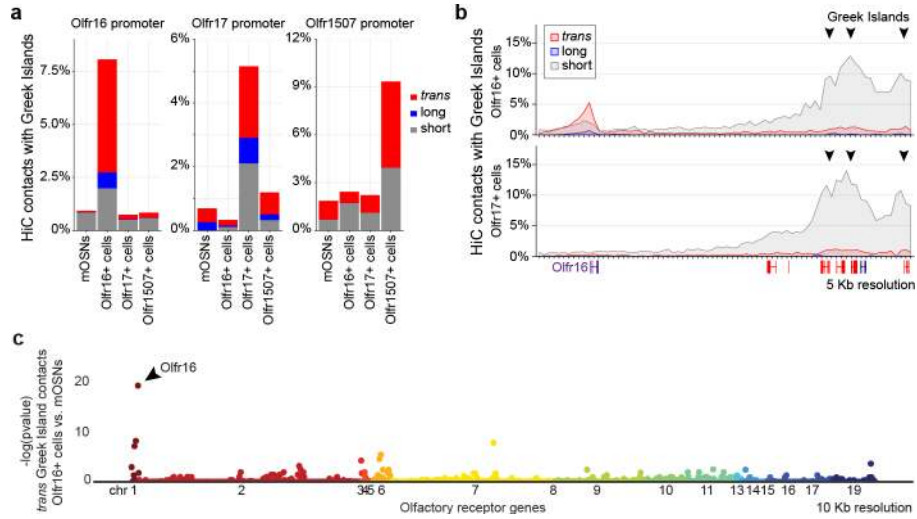 a
Olfr16 promoter
Olfr17 promoter
Olfr1507 promoter
HiC contacts with Greek Islands
7.5%
5.0%
2.5%
0%
6%
4%
2%
0%
12%
9%
6%
3%
0%
trans
long
short
mOSNs
Olfr16+ cells
Olfr17+ cells
Olfr1507+ cells
mOSNs
Olfr16+ cells
Olfr17+ cells
Olfr1507+ cells
mOSNs
Olfr16+ cells
Olfr17+ cells
Olfr1507+ cells
b
Greek Islands
HiC contacts with Greek Islands
Olfr16+ cells
15%
10%
5%
0%
trans
long
short
Olfr17+ cells
15%
10%
5%
0%
Olfr16
5 Kb resolution
c
-log(pvalue)
trans Greek Island contacts
Olfr16+ cells vs. mOSNs
20
10
0
Olfr16
chr 1 2 345 6 7 8 9 10 11 13 14 15 16 17 19
Olfactory receptor genes
10 Kb resolution